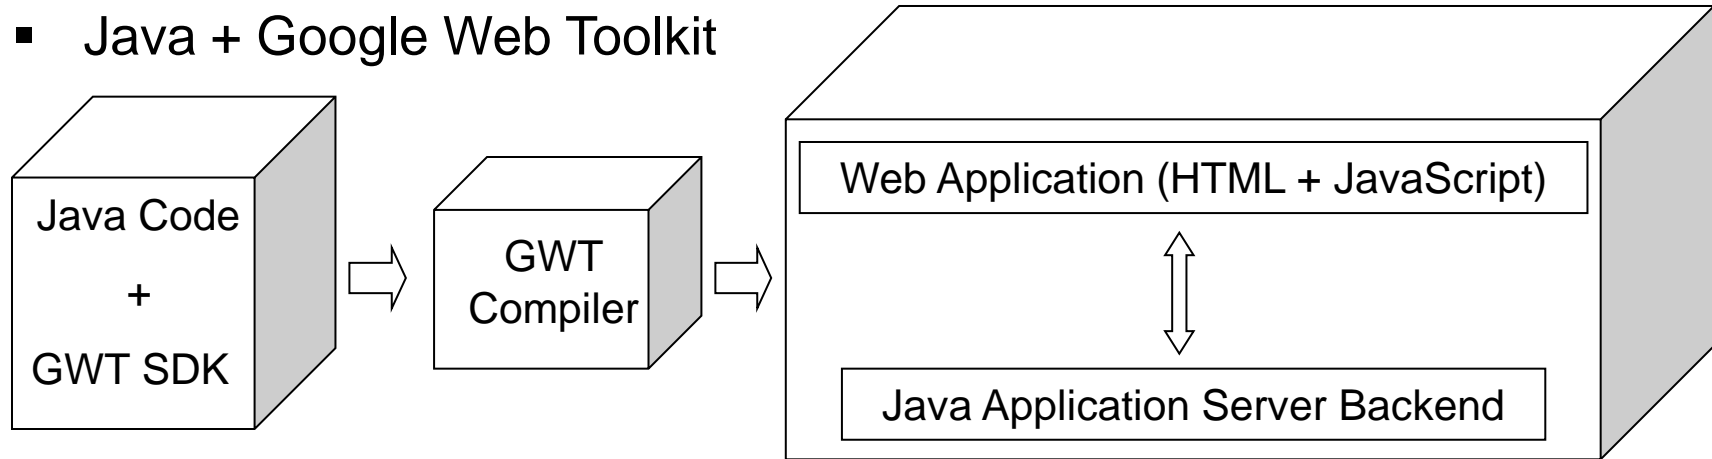 ▪ Java + Google Web Toolkit
Java Code
+
GWT SDK
GWT
Compiler
Web Application (HTML + JavaScript)
Java Application Server Backend